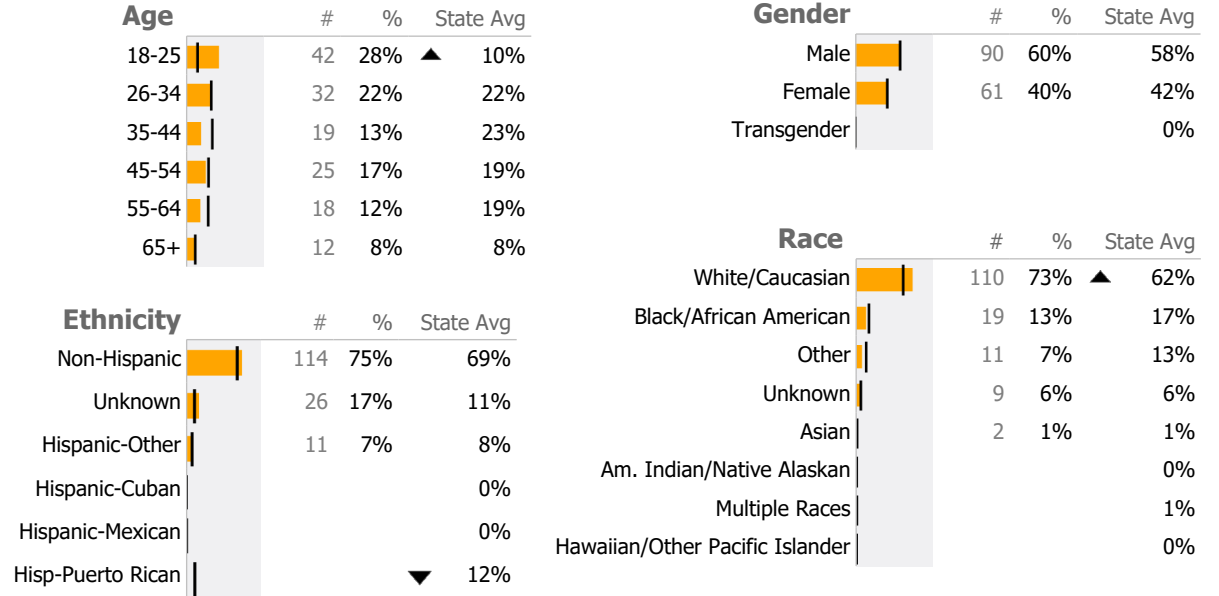 Age # % State Avg
18-25 42 28% ▲ 10%
26-34 32 22% 22%
35-44 19 13% 23%
45-54 25 17% 19%
55-64 18 12% 19%
65+ 12 8% 8%
Ethnicity # % State Avg
Non-Hispanic 114 75% 69%
Unknown 26 17% 11%
Hispanic-Other 11 7% 8%
Hispanic-Cuban 0%
Hispanic-Mexican 0%
Hisp-Puerto Rican ▼ 12%
Gender # % State Avg
Male 90 60% 58%
Female 61 40% 42%
Transgender 0%
Race # % State Avg
White/Caucasian 110 73% ▲ 62%
Black/African American 19 13% 17%
Other 11 7% 13%
Unknown 9 6% 6%
Asian 2 1% 1%
Am. Indian/Native Alaskan 0%
Multiple Races 1%
Hawaiian/Other Pacific Islander 0%